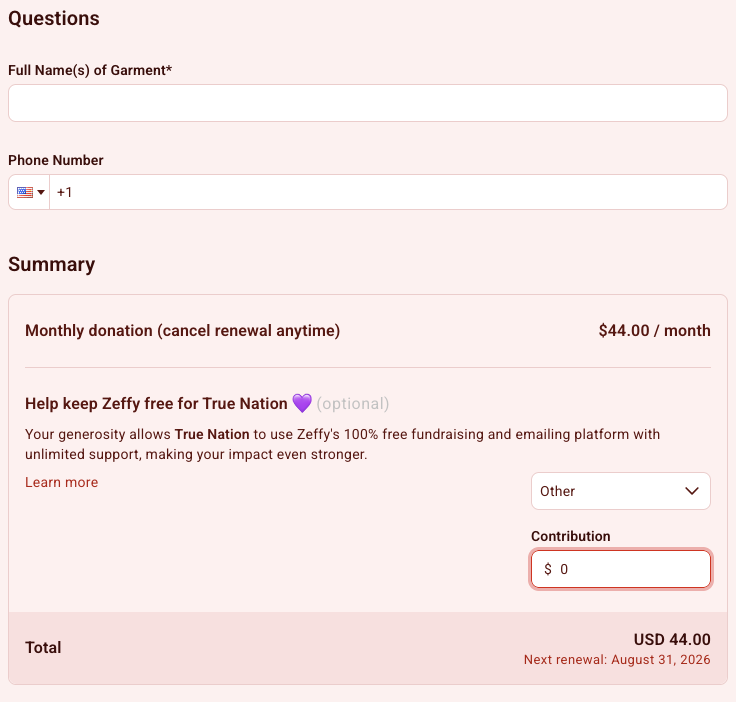 Questions
Full Name(s) of Garment*
Phone Number
+1
Summary
Monthly donation (cancel renewal anytime) $44.00 / month
Help keep Zeffy free for True Nation 💜 (optional)
Your generosity allows True Nation to use Zeffy's 100% free fundraising and emailing platform with
unlimited support, making your impact even stronger.
Learn more
Other
Contribution
$ 0
Total
USD 44.00
Next renewal: August 31, 2026